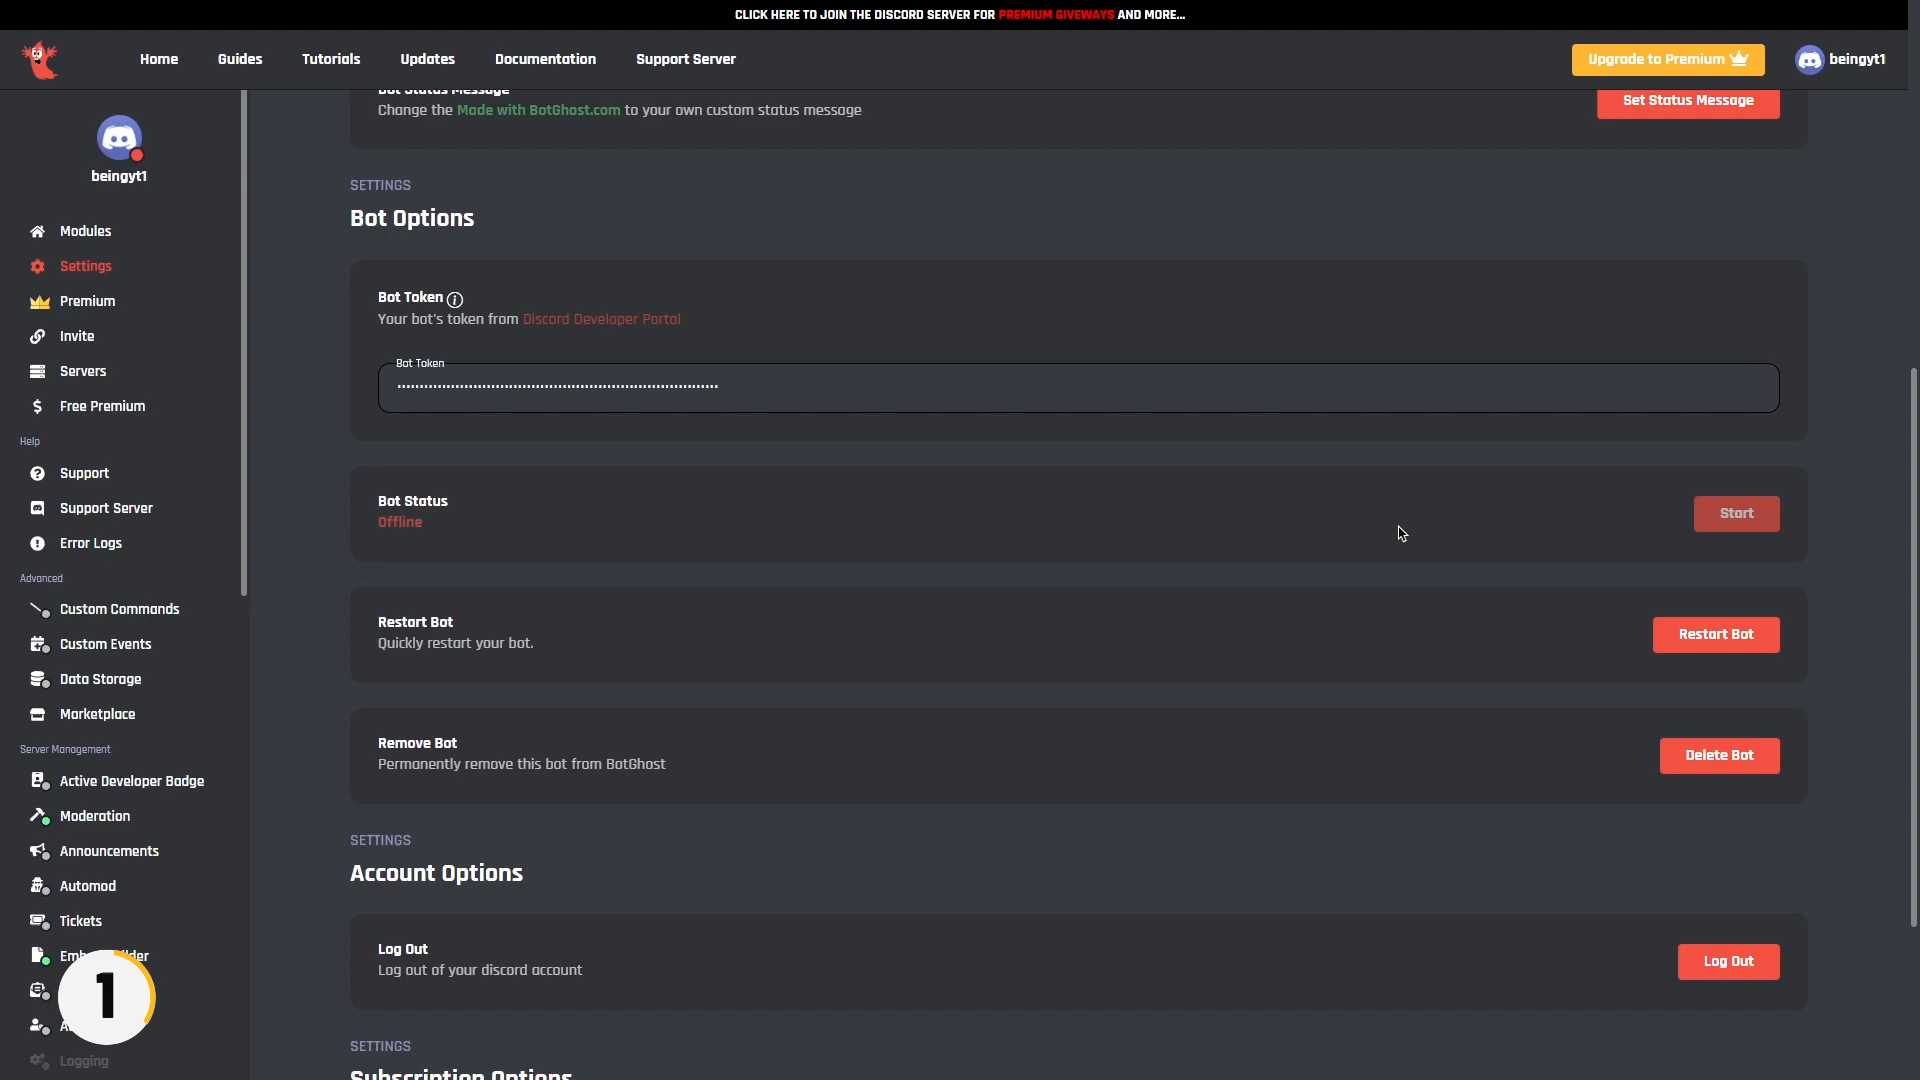 CLICK HERE TO JOIN THE DISCORD SERVER FOR PREMIUM GIVEWAYS AND MORE...
Home
Guides
Tutorials
Updates
Documentation
Support Server
Upgrade to Premium
beingyt1
beingyt1
Modules
Settings
Premium
Invite
Servers
Free Premium
Help
Support
Support Server
Error Logs
Advanced
Custom Commands
Custom Events
Data Storage
Marketplace
Server Management
Active Developer Badge
Moderation
Announcements
Automod
Tickets
1
Logging
Bot Status Message
Change the Made with BotGhost.com to your own custom status message
Set Status Message
SETTINGS
Bot Options
Bot Token
Your bot's token from Discord Developer Portal
Bot Token
Bot Status
Offline
Start
Restart Bot
Quickly restart your bot.
Restart Bot
Remove Bot
Permanently remove this bot from BotGhost
Delete Bot
SETTINGS
Account Options
Log Out
Log out of your discord account
Log Out
SETTINGS
Subscription Options